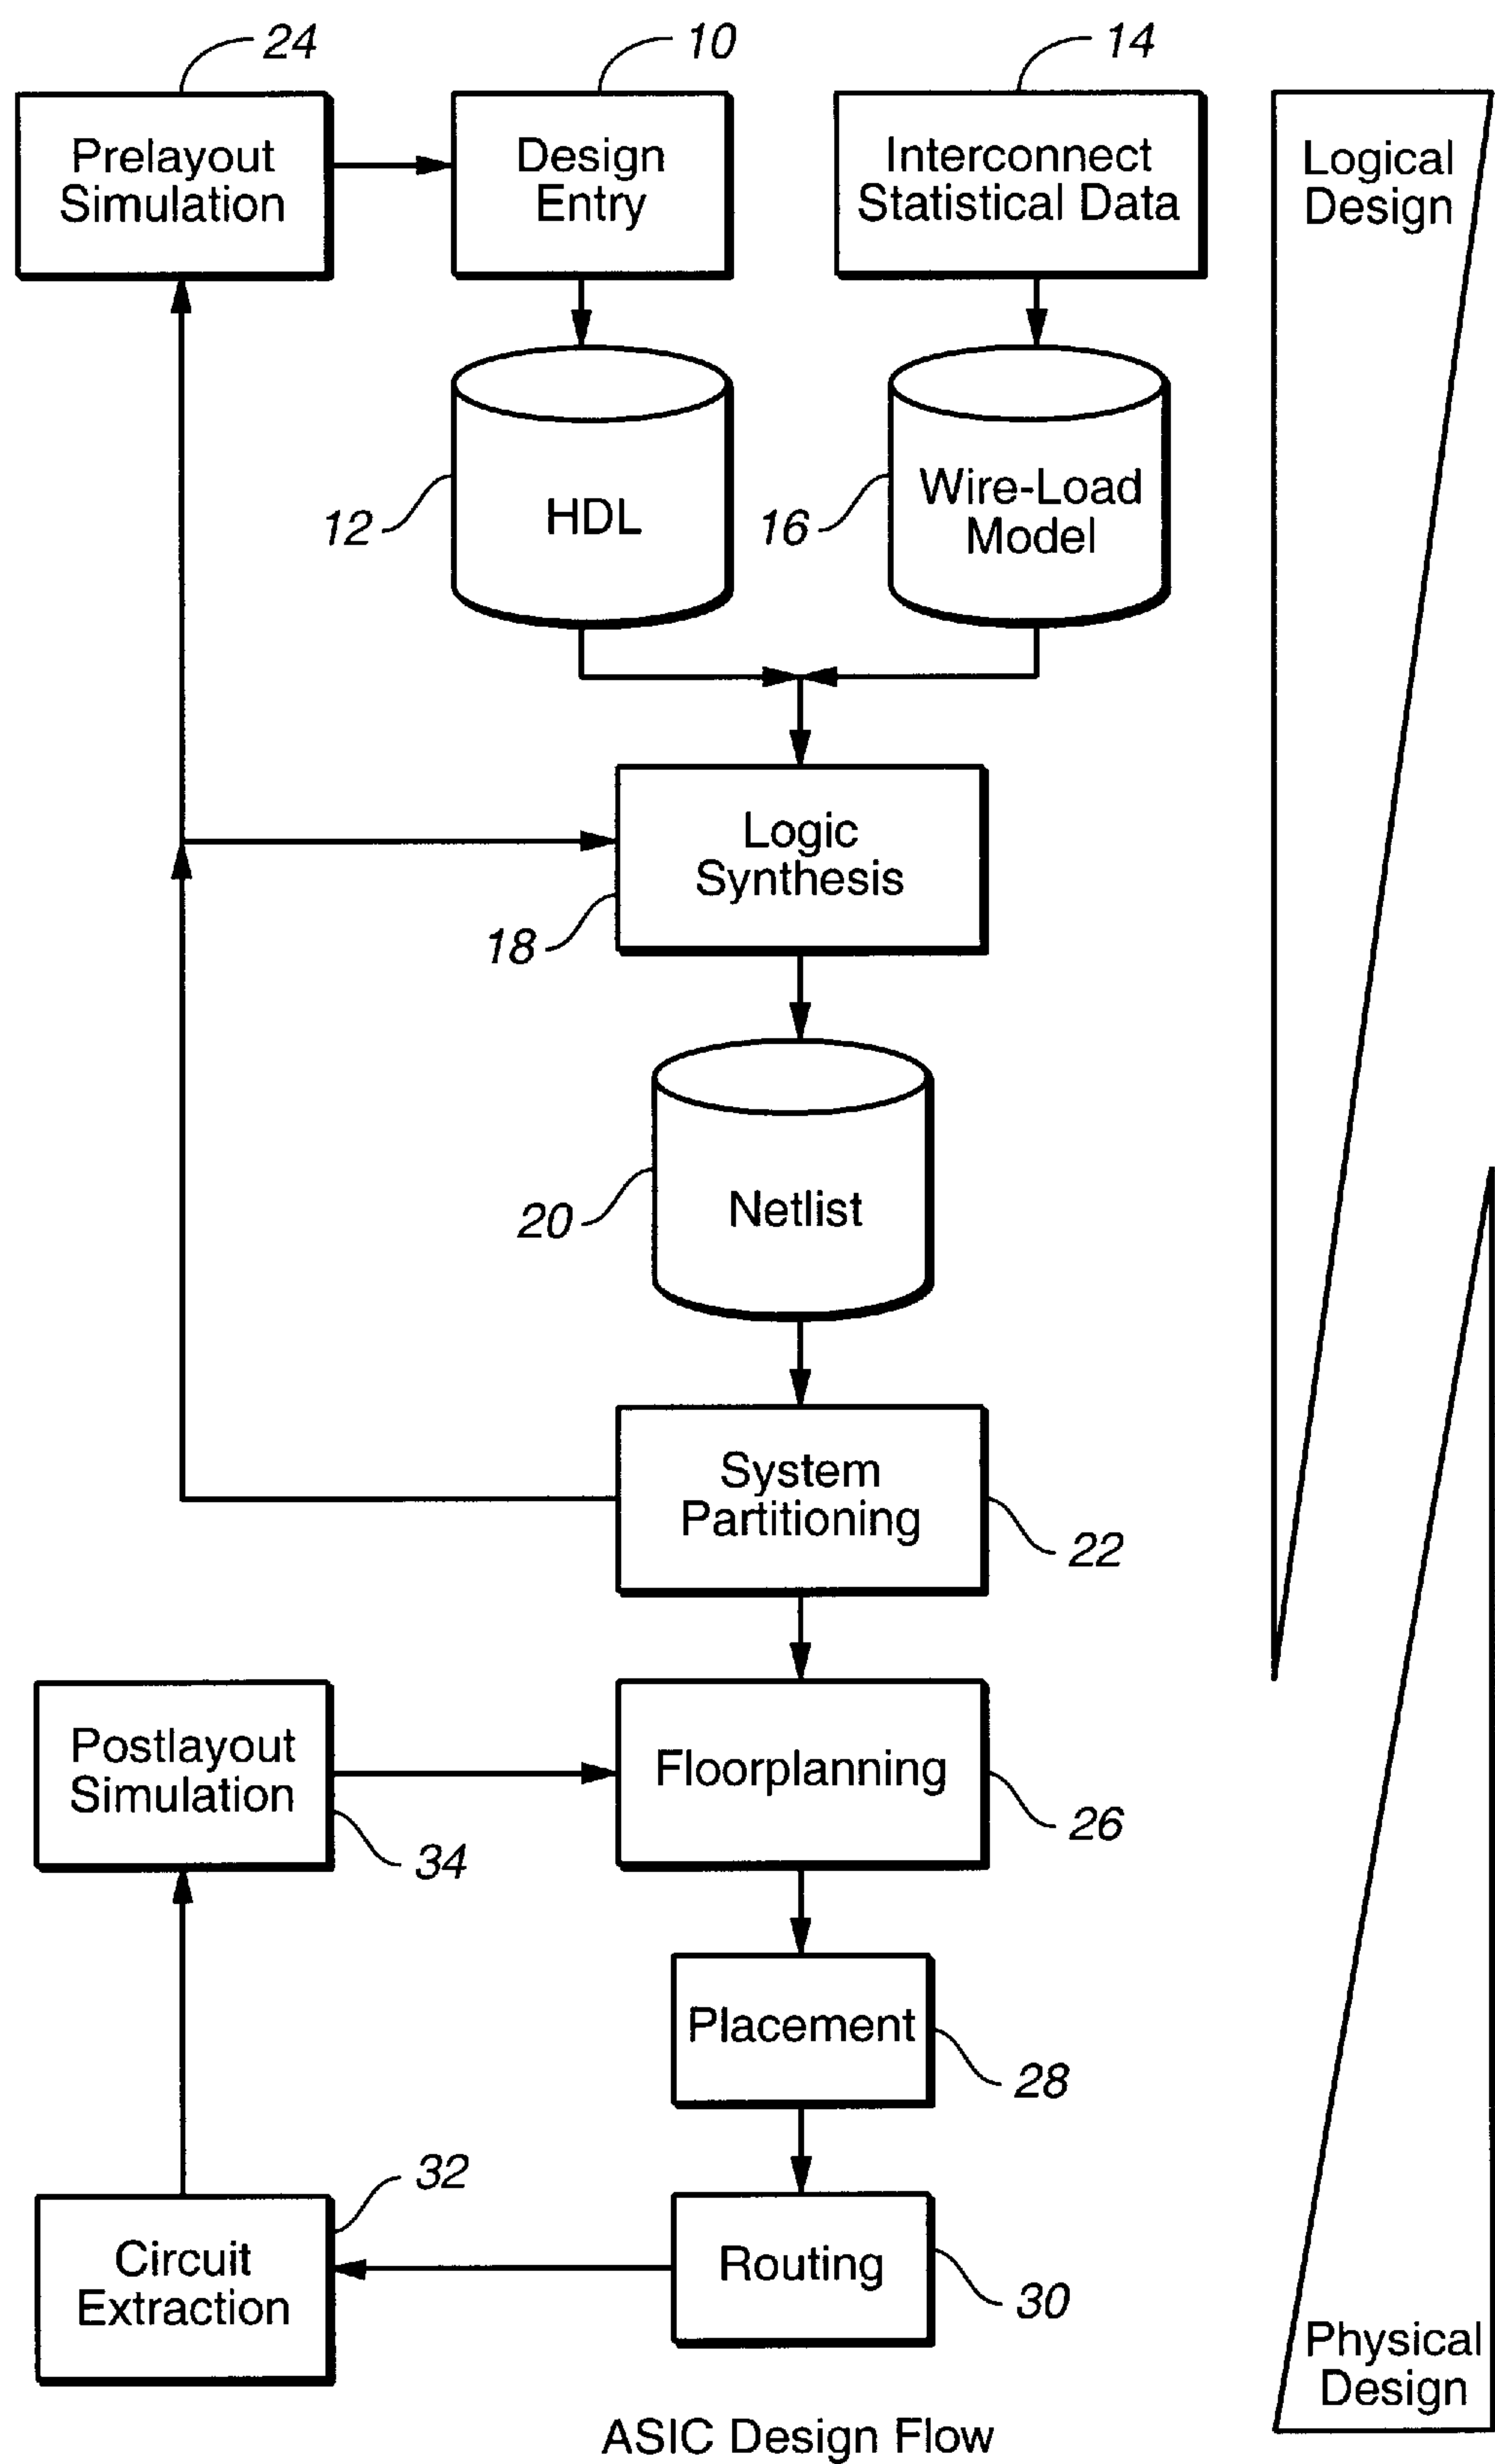 24
10
14
Prelayout
Simulation
Design
Entry
Interconnect
Statistical Data
Logical
Design
12
HDL
16
Wire-Load
Model
Logic
Synthesis
18
20
Netlist
System
Partitioning
22
Postlayout
Simulation
34
Floorplanning
26
Placement
28
32
Circuit
Extraction
Routing
30
Physical
Design
ASIC Design Flow